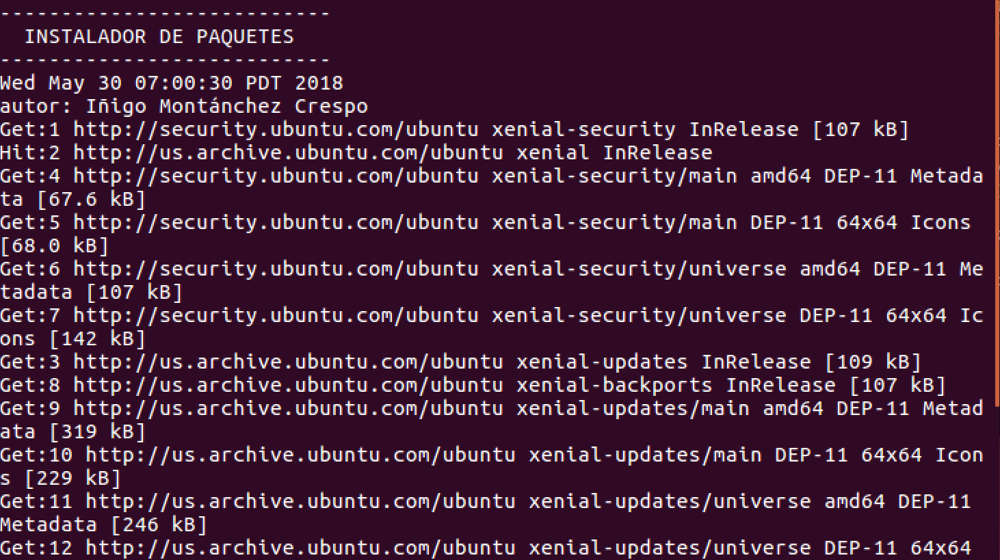 ---------------------------
  INSTALADOR DE PAQUETES
---------------------------
Wed May 30 07:00:30 PDT 2018
autor: Iñigo Montánchez Crespo
Get:1 http://security.ubuntu.com/ubuntu xenial-security InRelease [107 kB]
Hit:2 http://us.archive.ubuntu.com/ubuntu xenial InRelease
Get:4 http://security.ubuntu.com/ubuntu xenial-security/main amd64 DEP-11 Metada
ta [67.6 kB]
Get:5 http://security.ubuntu.com/ubuntu xenial-security/main DEP-11 64x64 Icons
[68.0 kB]
Get:6 http://security.ubuntu.com/ubuntu xenial-security/universe amd64 DEP-11 Me
tadata [107 kB]
Get:7 http://security.ubuntu.com/ubuntu xenial-security/universe DEP-11 64x64 Ic
ons [142 kB]
Get:3 http://us.archive.ubuntu.com/ubuntu xenial-updates InRelease [109 kB]
Get:8 http://us.archive.ubuntu.com/ubuntu xenial-backports InRelease [107 kB]
Get:9 http://us.archive.ubuntu.com/ubuntu xenial-updates/main amd64 DEP-11 Metad
ata [319 kB]
Get:10 http://us.archive.ubuntu.com/ubuntu xenial-updates/main DEP-11 64x64 Icon
s [229 kB]
Get:11 http://us.archive.ubuntu.com/ubuntu xenial-updates/universe amd64 DEP-11
Metadata [246 kB]
Get:12 http://us.archive.ubuntu.com/ubuntu xenial-updates/universe DEP-11 64x64